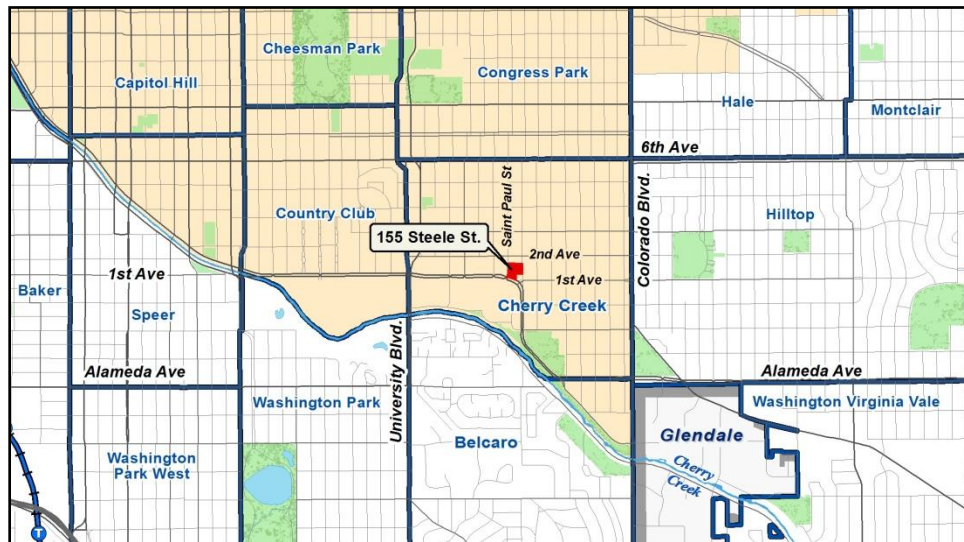 Cheesman Park
Capitol Hill
Congress Park
Hale
Montclair
6th Ave
Saint Paul St
Country Club
155 Steele St.
Hilltop
Colorado Blvd.
2nd Ave
1st Ave
1st Ave
Baker
Speer
Cherry Creek
University Blvd.
Alameda Ave
Alameda Ave
Washington Park
Washington Virginia Vale
Belcaro
Glendale
Washington
Park West
Cherry
Creek
T